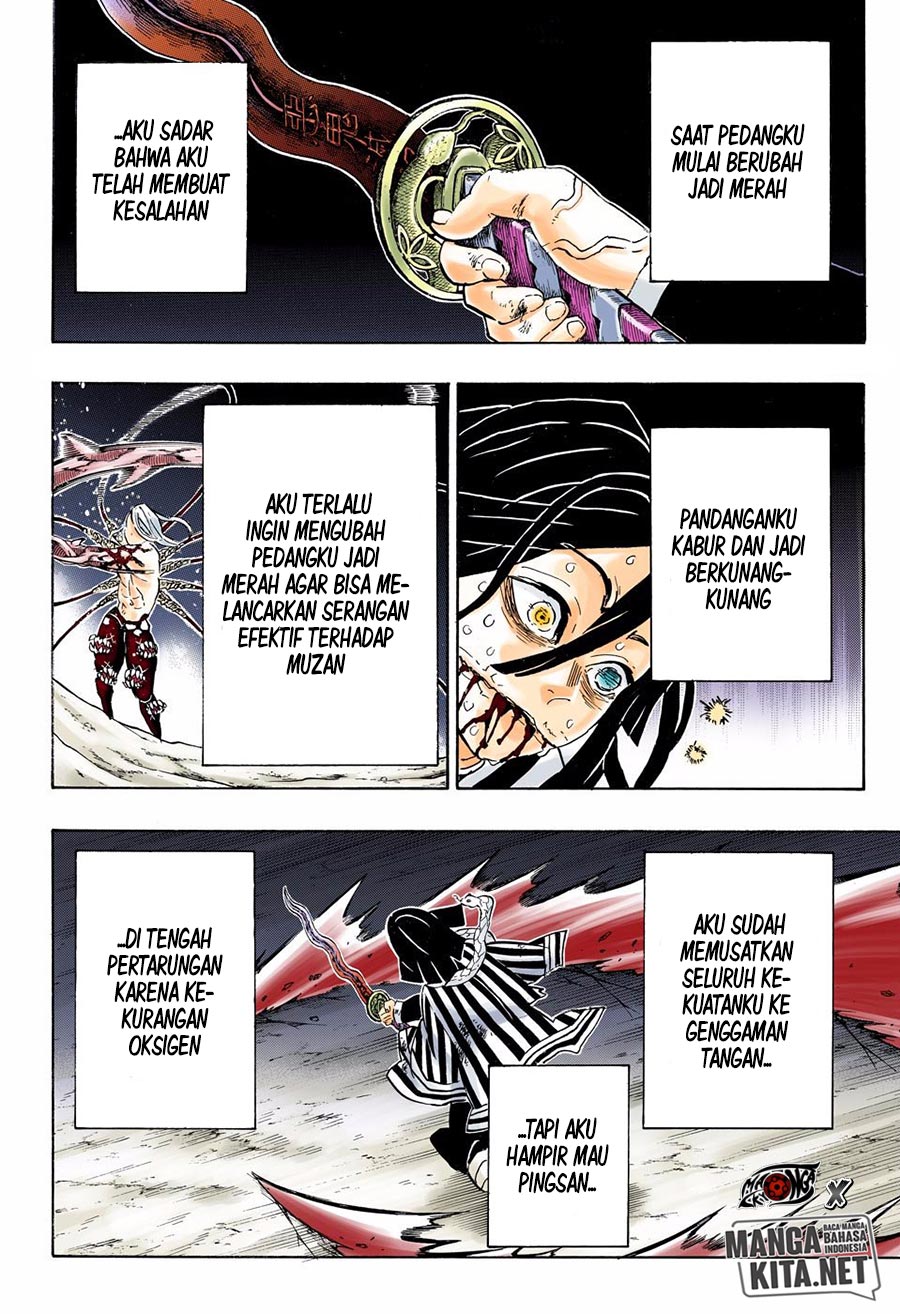 SAAT PEDANGKU
MULAI BERUBAH
JADI MERAH
...AKU SADAR
BAHWA AKU
TELAH MEMBUAT
KESALAHAN
PANDANGANKU
KABUR DAN JADI
BERKUNANG-
KUNANG
AKU TERLALU
INGIN MENGUBAH
PEDANGKU JADI
MERAH AGAR BISA ME-
LANCARKAN SERANGAN
EFEKTIF TERHADAP
MUZAN
AKU SUDAH
MEMUSATKAN
SELURUH KE-
KUATANKU KE
GENGGAMAN
TANGAN...
...TAPI AKU
HAMPIR MAU
PINGSAN...
...DI TENGAH
PERTARUNGAN
KARENA KE-
KURANGAN
OKSIGEN
X
MANGA
KITA.NET
BACA MANGA
BAHASA
INDONESIA